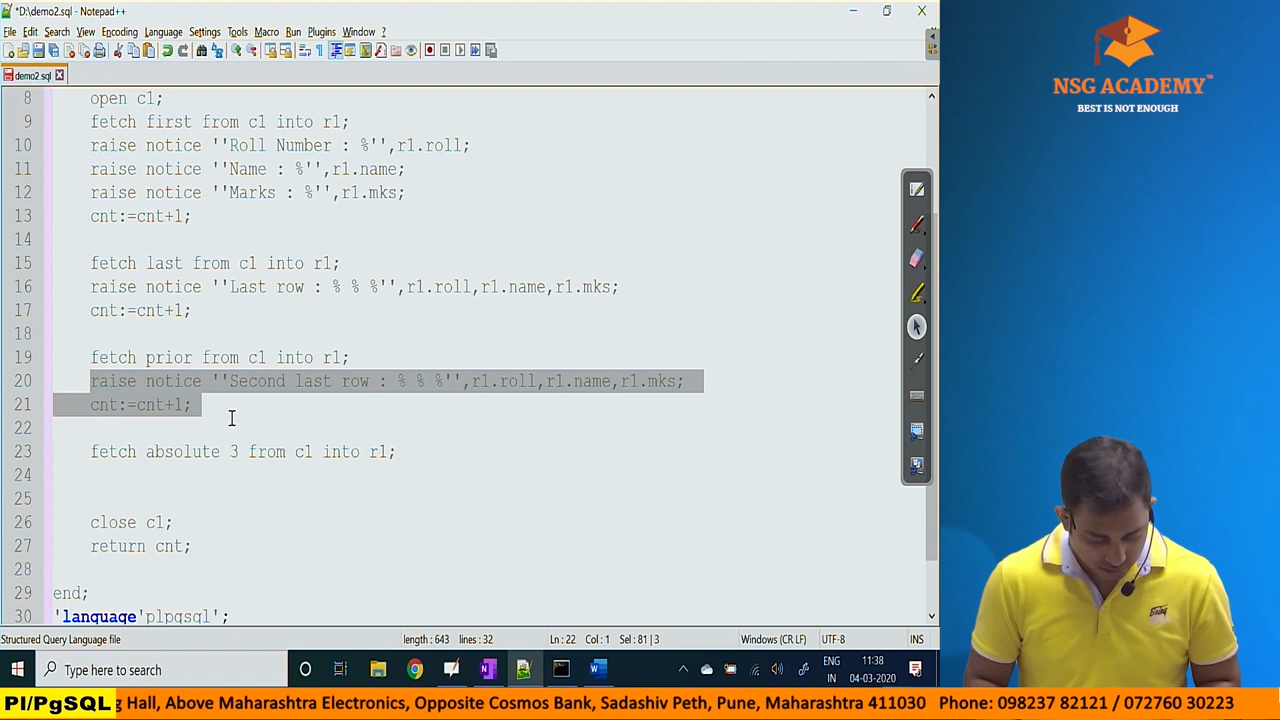 *D:\demo2.sql - Notepad++
File Edit Search View Encoding Language Settings Tools Macro Run Plugins Window ?
demo2.sql
8 open c1;
9 fetch first from c1 into r1;
10 raise notice ''Roll Number : %'',r1.roll;
11 raise notice ''Name : %'',r1.name;
12 raise notice ''Marks : %'',r1.mks;
13 cnt:=cnt+1;
14
15 fetch last from c1 into r1;
16 raise notice ''Last row : % % %'',r1.roll,r1.name,r1.mks;
17 cnt:=cnt+1;
18
19 fetch prior from c1 into r1;
20 raise notice ''Second last row : % % %'',r1.roll,r1.name,r1.mks;
21 cnt:=cnt+1;
22
23 fetch absolute 3 from c1 into r1;
24
25
26 close c1;
27 return cnt;
28
29 end;
30 'language'plpgsql';
Structured Query Language file length : 643 lines : 32 Ln : 22 Col : 1 Sel : 81 | 3 Windows (CR LF) UTF-8 INS
Type here to search
ENG
IN
11:38
04-03-2020
NSG ACADEMY™
BEST IS NOT ENOUGH
Pl/PgSQL g Hall, Above Maharashtra Electronics, Opposite Cosmos Bank, Sadashiv Peth, Pune, Maharashtra 411030 Phone: 098237 82121 / 072760 30223